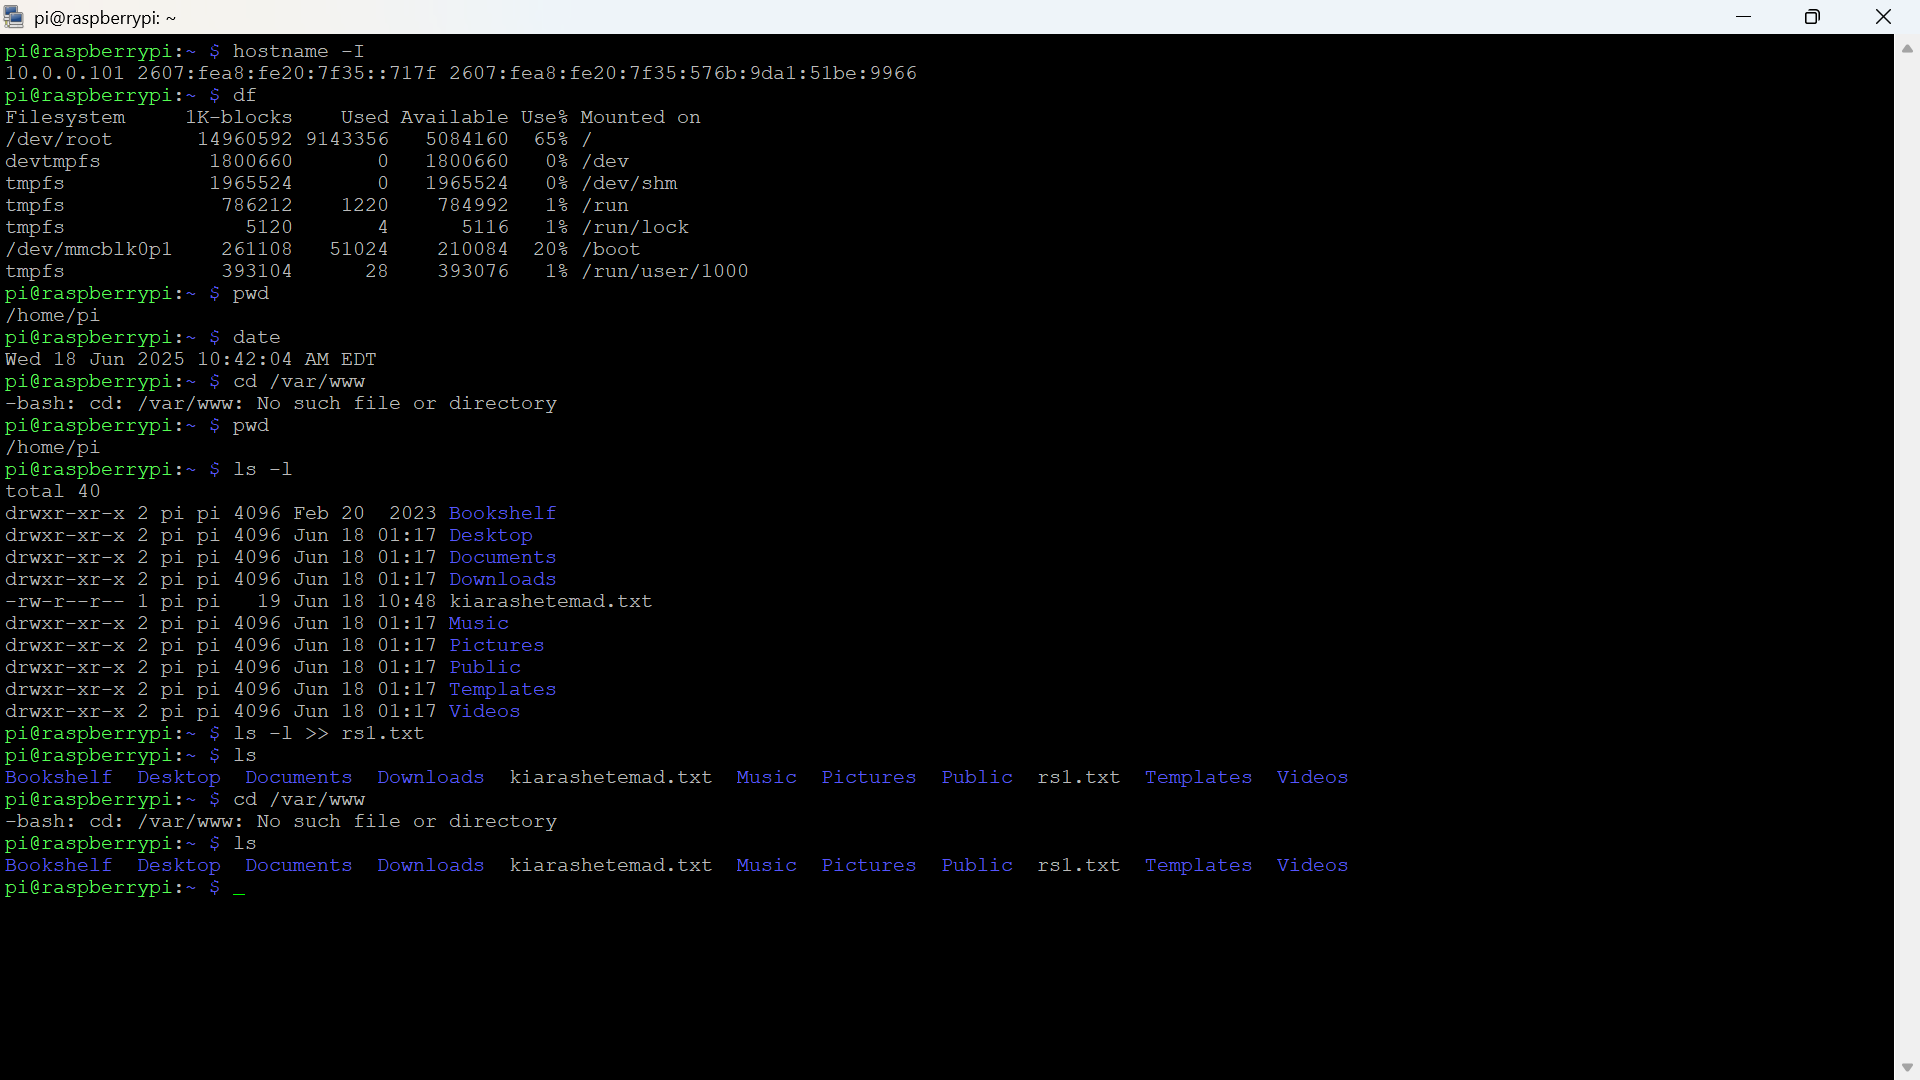 pi@raspberrypi: ~
pi@raspberrypi:~ $ hostname -I
10.0.0.101 2607:fea8:fe20:7f35::717f 2607:fea8:fe20:7f35:576b:9da1:51be:9966
pi@raspberrypi:~ $ df
Filesystem     1K-blocks    Used Available Use% Mounted on
/dev/root       14960592 9143356   5084160  65% /
devtmpfs         1800660       0   1800660   0% /dev
tmpfs            1965524       0   1965524   0% /dev/shm
tmpfs             786212    1220    784992   1% /run
tmpfs               5120       4      5116   1% /run/lock
/dev/mmcblk0p1    261108   51024    210084  20% /boot
tmpfs             393104      28    393076   1% /run/user/1000
pi@raspberrypi:~ $ pwd
/home/pi
pi@raspberrypi:~ $ date
Wed 18 Jun 2025 10:42:04 AM EDT
pi@raspberrypi:~ $ cd /var/www
-bash: cd: /var/www: No such file or directory
pi@raspberrypi:~ $ pwd
/home/pi
pi@raspberrypi:~ $ ls -l
total 40
drwxr-xr-x 2 pi pi 4096 Feb 20  2023 Bookshelf
drwxr-xr-x 2 pi pi 4096 Jun 18 01:17 Desktop
drwxr-xr-x 2 pi pi 4096 Jun 18 01:17 Documents
drwxr-xr-x 2 pi pi 4096 Jun 18 01:17 Downloads
-rw-r--r-- 1 pi pi   19 Jun 18 10:48 kiarashetemad.txt
drwxr-xr-x 2 pi pi 4096 Jun 18 01:17 Music
drwxr-xr-x 2 pi pi 4096 Jun 18 01:17 Pictures
drwxr-xr-x 2 pi pi 4096 Jun 18 01:17 Public
drwxr-xr-x 2 pi pi 4096 Jun 18 01:17 Templates
drwxr-xr-x 2 pi pi 4096 Jun 18 01:17 Videos
pi@raspberrypi:~ $ ls -l >> rs1.txt
pi@raspberrypi:~ $ ls
Bookshelf  Desktop  Documents  Downloads  kiarashetemad.txt  Music  Pictures  Public  rs1.txt  Templates  Videos
pi@raspberrypi:~ $ cd /var/www
-bash: cd: /var/www: No such file or directory
pi@raspberrypi:~ $ ls
Bookshelf  Desktop  Documents  Downloads  kiarashetemad.txt  Music  Pictures  Public  rs1.txt  Templates  Videos
pi@raspberrypi:~ $ _